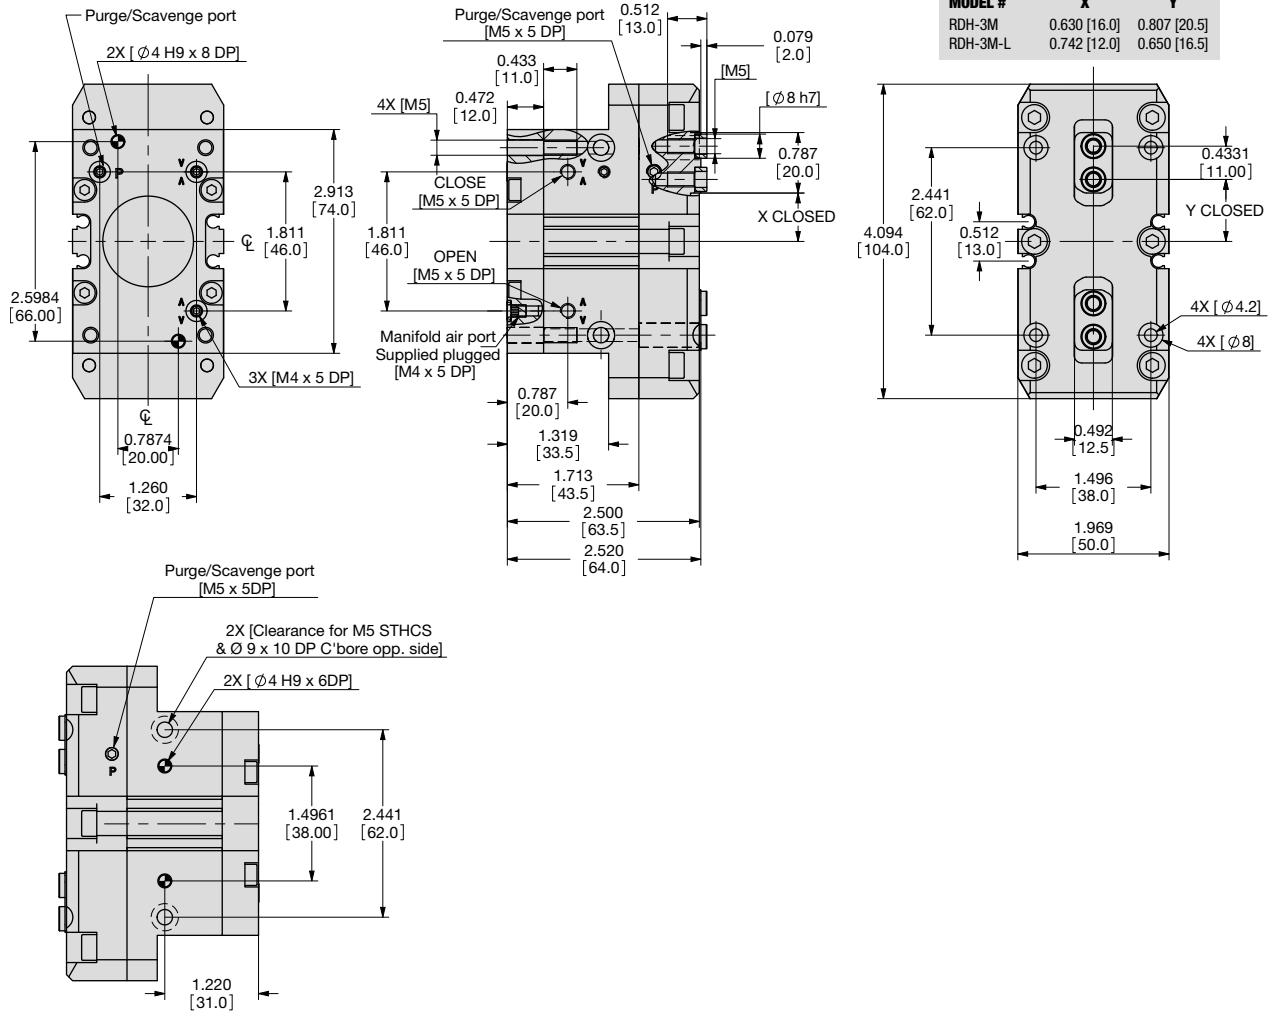 Purge/Scavenge port
2X [ ∅4 H9 x 8 DP]
P
2.913
[74.0]
1.811
[46.0]
2.5984
[66.00]
℄
℄
3X [M4 x 5 DP]
0.7874
[20.00]
1.260
[32.0]
Purge/Scavenge port
[M5 x 5 DP]
0.512
[13.0]
0.079
[2.0]
0.433
[11.0]
[M5]
0.472
[12.0]
4X [M5]
[ ∅8 h7]
0.787
[20.0]
CLOSE
[M5 x 5 DP]
P
X CLOSED
1.811
[46.0]
OPEN
[M5 x 5 DP]
Manifold air port
Supplied plugged
[M4 x 5 DP]
0.787
[20.0]
1.319
[33.5]
1.713
[43.5]
2.500
[63.5]
2.520
[64.0]
MODEL # X Y
RDH-3M 0.630 [16.0] 0.807 [20.5]
RDH-3M-L 0.742 [12.0] 0.650 [16.5]
0.4331
[11.00]
2.441
[62.0]
Y CLOSED
0.512
[13.0]
4.094
[104.0]
4X [ ∅4.2]
4X [ ∅8]
0.492
[12.5]
1.496
[38.0]
1.969
[50.0]
Purge/Scavenge port
[M5 x 5DP]
2X [Clearance for M5 STHCS
& Ø 9 x 10 DP C'bore opp. side]
2X [ ∅4 H9 x 6DP]
P
1.4961
[38.00]
2.441
[62.0]
1.220
[31.0]